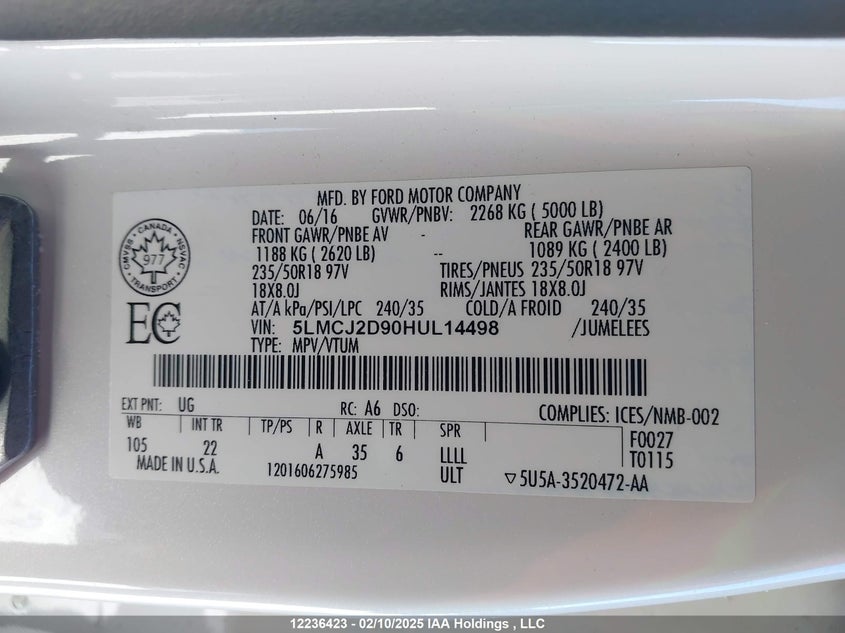 MFD. BY FORD MOTOR COMPANY
DATE: 06/16 GVWR/PNBV: 2268 KG ( 5000 LB)
FRONT GAWR/PNBE AV - REAR GAWR/PNBE AR
1188 KG ( 2620 LB) -- 1089 KG ( 2400 LB)
235/50R18 97V TIRES/PNEUS 235/50R18 97V
18X8.0J RIMS/JANTES 18X8.0J
AT/A kPa/PSI/LPC 240/35 COLD/A FROID 240/35
VIN: 5LMCJ2D90HUL14498 /JUMELEES
TYPE: MPV/VTUM
CANADA
CMVSS NSVAC
977
TRANSPORT
EC
EXT PNT: UG RC: A6 DSO: COMPLIES: ICES/NMB-002
WB INT TR TP/PS R AXLE TR SPR F0027
105 22 A 35 6 LLLL T0115
MADE IN U.S.A. 1201606275985 ULT ▽5U5A-3520472-AA
12236423 - 02/10/2025 IAA Holdings , LLC